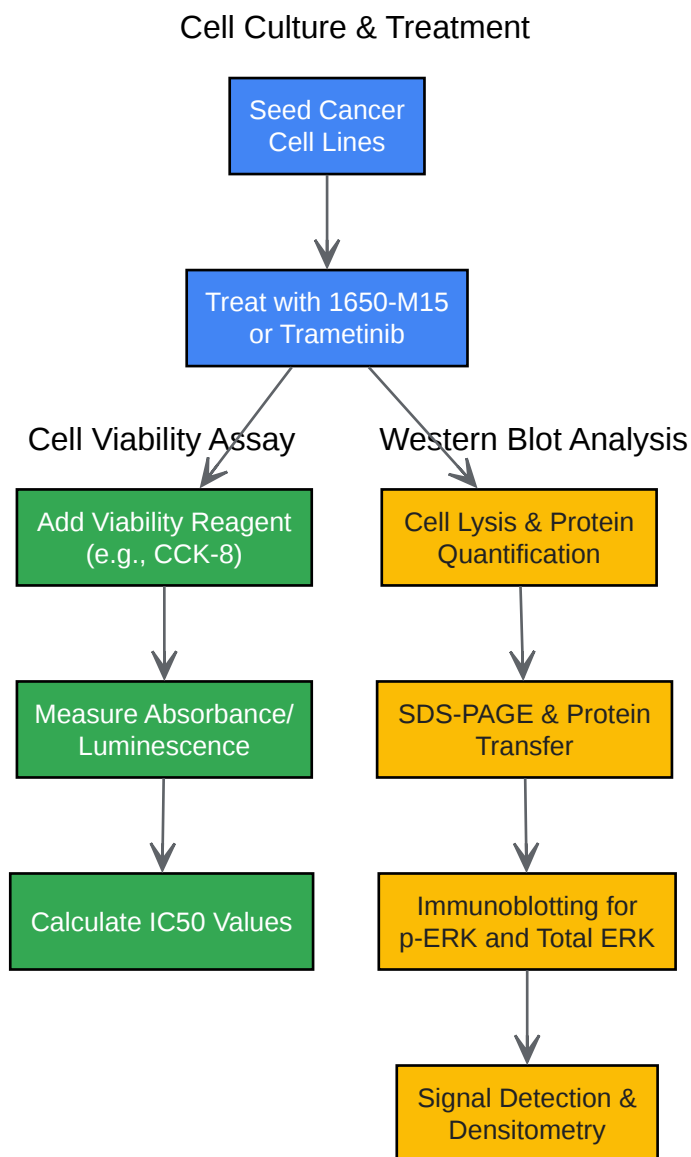 Cell Culture & Treatment
Seed Cancer
Cell Lines
Treat with 1650-M15
or Trametinib
Cell Viability Assay
Western Blot Analysis
Add Viability Reagent
(e.g., CCK-8)
Cell Lysis & Protein
Quantification
Measure Absorbance/
Luminescence
SDS-PAGE & Protein
Transfer
Calculate IC50 Values
Immunoblotting for
p-ERK and Total ERK
Signal Detection &
Densitometry